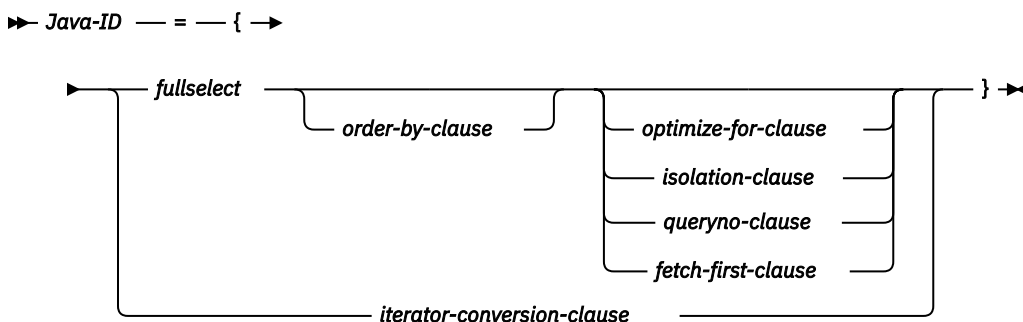 Java-ID = {
fullselect }
order-by-clause optimize-for-clause
isolation-clause
queryno-clause
fetch-first-clause
iterator-conversion-clause